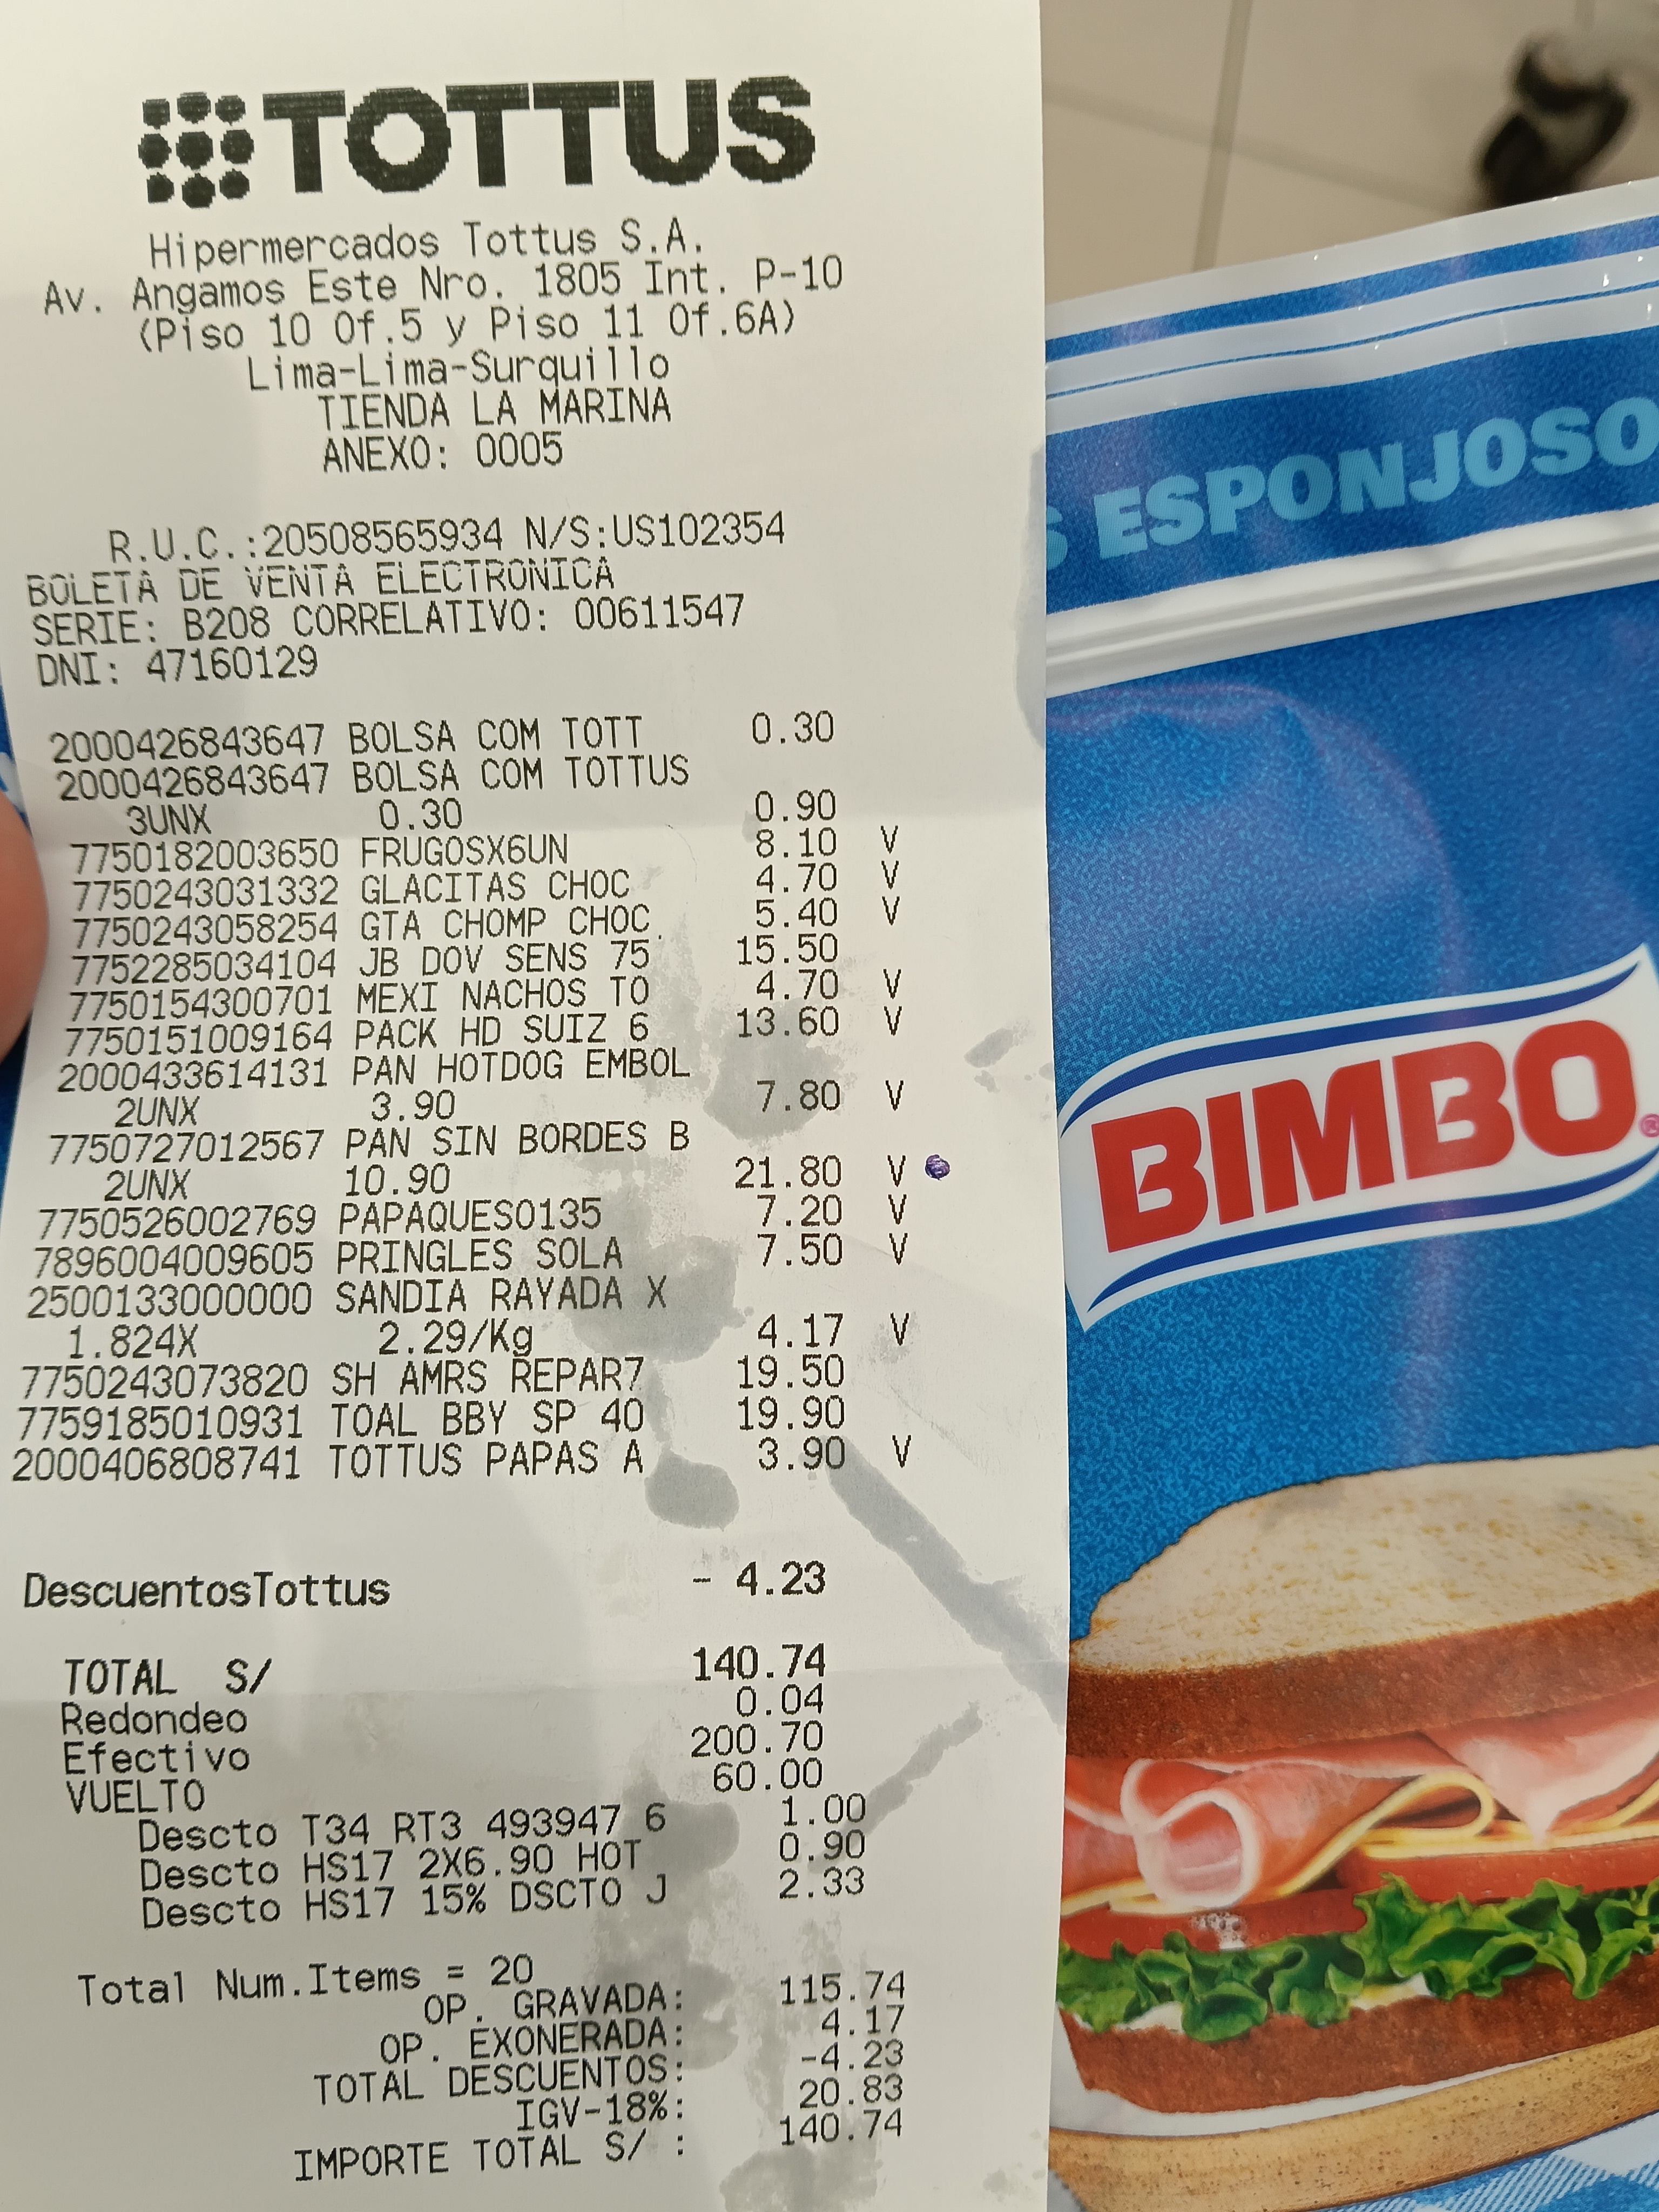 TOTTUS
Hipermercados Tottus S.A.
Av. Angamos Este Nro. 1805 Int. P-10
(Piso 10 Of.5 y Piso 11 Of.6A)
Lima-Lima-Surquillo
TIENDA LA MARINA
ANEXO: 0005
R.U.C.:20508565934 N/S:US102354
BOLETA DE VENTA ELECTRONICA
SERIE: B208 CORRELATIVO: 00611547
DNI: 47160129
2000426843647 BOLSA COM TOTT 0.30
2000426843647 BOLSA COM TOTTUS
3UNX 0.30 0.90
7750182003650 FRUGOSX6UN 8.10 V
7750243031332 GLACITAS CHOC 4.70 V
7750243058254 GTA CHOMP CHOC. 5.40 V
7752285034104 JB DOV SENS 75 15.50
7750154300701 MEXI NACHOS TO 4.70 V
7750151009164 PACK HD SUIZ 6 13.60 V
2000433614131 PAN HOTDOG EMBOL
2UNX 3.90 7.80 V
7750727012567 PAN SIN BORDES B
2UNX 10.90 21.80 V
7750526002769 PAPAQUESO135 7.20 V
7896004009605 PRINGLES SOLA 7.50 V
2500133000000 SANDIA RAYADA X
1.824X 2.29/Kg 4.17 V
7750243073820 SH AMRS REPAR7 19.50
7759185010931 TOAL BBY SP 40 19.90
2000406808741 TOTTUS PAPAS A 3.90 V
DescuentosTottus - 4.23
TOTAL S/ 140.74
Redondeo 0.04
Efectivo 200.70
VUELTO 60.00
Descto T34 RT3 493947 6 1.00
Descto HS17 2X6.90 HOT 0.90
Descto HS17 15% DSCTO J 2.33
Total Num.Items = 20
OP. GRAVADA: 115.74
OP. EXONERADA: 4.17
TOTAL DESCUENTOS: -4.23
IGV-18%: 20.83
IMPORTE TOTAL S/ : 140.74
S ESPONJOSO
BIMBO®